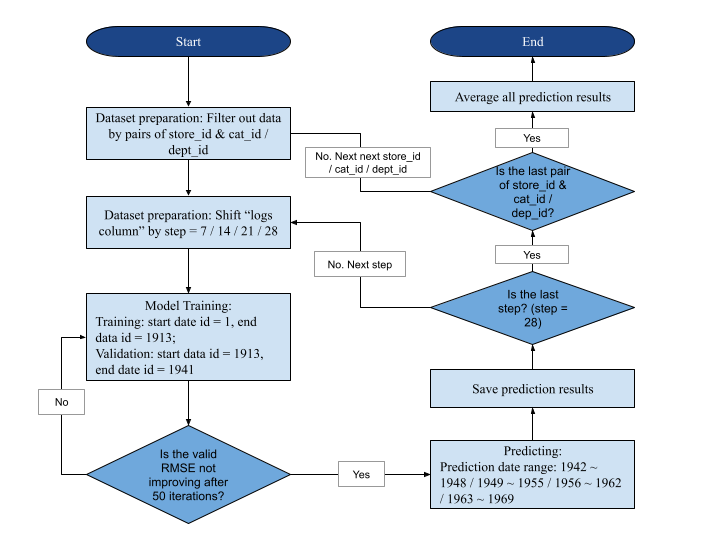 Start
Dataset preparation: Filter out data
by pairs of store_id & cat_id /
dept_id
Dataset preparation: Shift “logs
column” by step = 7 / 14 / 21 / 28
Model Training:
Training: start date id = 1, end
data id = 1913;
Validation: start data id = 1913,
end date id = 1941
No
Is the valid
RMSE not
improving after
50 iterations?
Yes
Predicting:
Prediction date range: 1942 ~
1948 / 1949 ~ 1955 / 1956 ~ 1962
/ 1963 ~ 1969
Save prediction results
Is the last
step? (step =
28)
No. Next step
Yes
Is the last pair
of store_id &
cat_id /
dep_id?
No. Next next store_id
/ cat_id / dept_id
Yes
Average all prediction results
End